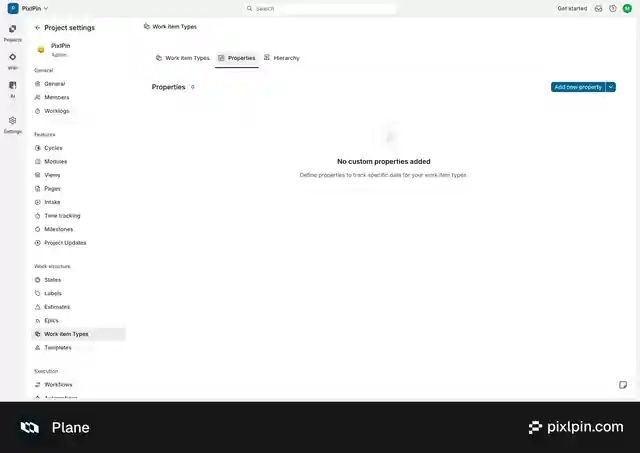 PixlPin
Search
Get started
Projects
Wiki
AI
Settings
Project settings
PixlPin
Admin
General
General
Members
Worklogs
Features
Cycles
Modules
Views
Pages
Intake
Time tracking
Milestones
Project Updates
Work structure
States
Labels
Estimates
Epics
Work item Types
Templates
Execution
Workflows
Automations
Work item Types
Work item Types
Properties
Hierarchy
Properties 0
Add new property
No custom properties added
Define properties to track specific data for your work item types
Plane
pixlpin.com